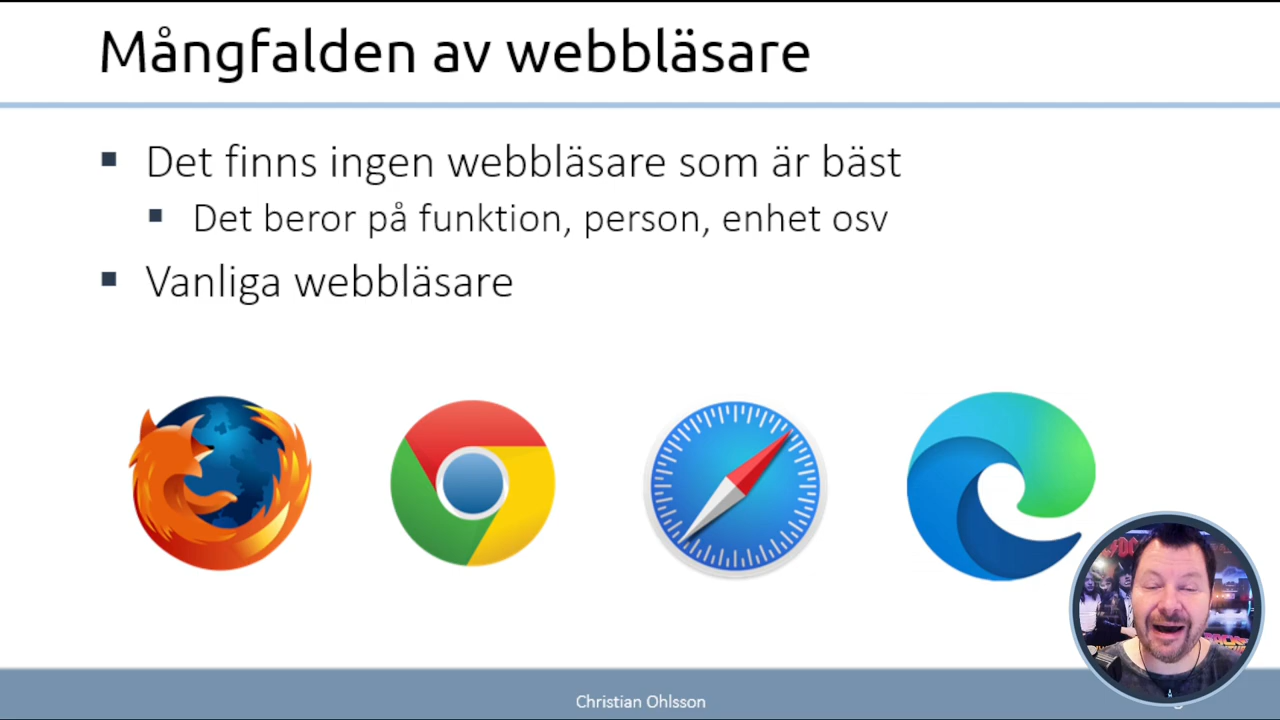 Mångfalden av webbläsare
Det finns ingen webbläsare som är bäst
Det beror på funktion, person, enhet osv
Vanliga webbläsare
Christian Ohlsson